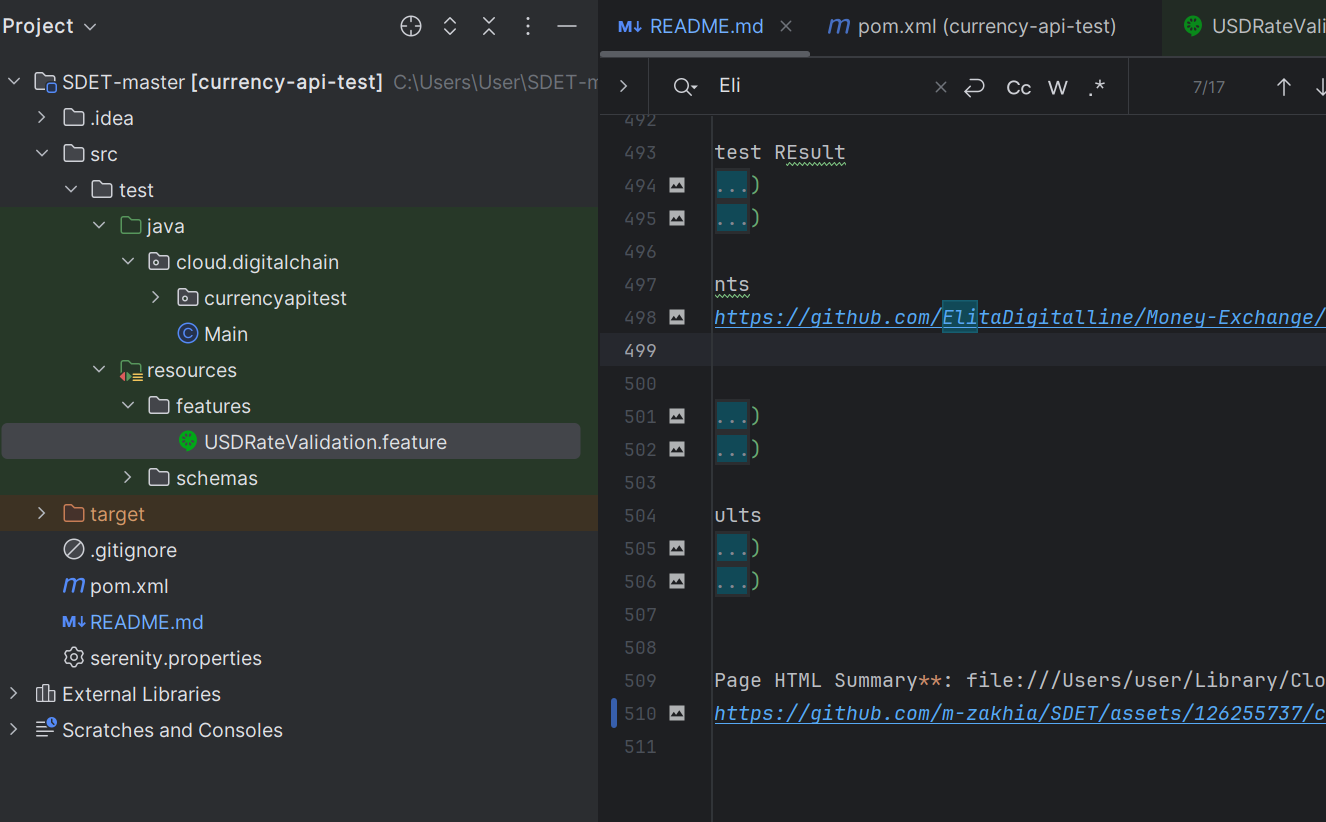 Project
SDET-master [currency-api-test] C:\Users\User\SDET-m
.idea
src
test
java
cloud.digitalchain
currencyapitest
Main
resources
features
USDRateValidation.feature
schemas
target
.gitignore
pom.xml
README.md
serenity.properties
External Libraries
Scratches and Consoles
README.md
pom.xml (currency-api-test)
USDRateVali
Eli
Cc W .*
7/17
492
493 test REsult
494 ...)
495 ...)
496
497 nts
498 https://github.com/ElitaDigitalline/Money-Exchange/
499
500
501 ...)
502 ...)
503
504 ults
505 ...)
506 ...)
507
508
509 Page HTML Summary**: file:///Users/user/Library/Clo
510 https://github.com/m-zakhia/SDET/assets/126255737/c
511